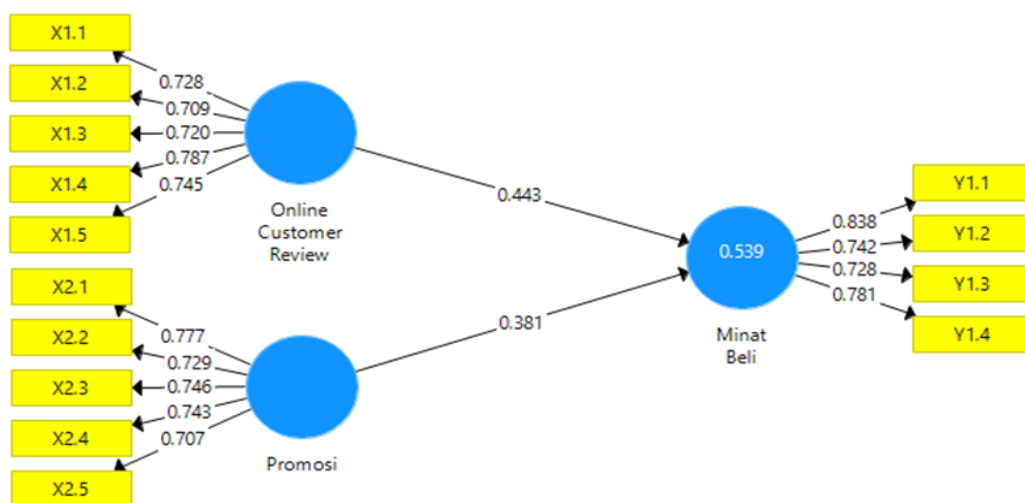 X1.1
X1.2
X1.3
X1.4
X1.5
0.728
0.709
0.720
0.787
0.745
Online
Customer
Review
X2.1
X2.2
X2.3
X2.4
X2.5
0.777
0.729
0.746
0.743
0.707
Promosi
0.443
0.381
0.539
Minat
Beli
0.838
0.742
0.728
0.781
Y1.1
Y1.2
Y1.3
Y1.4